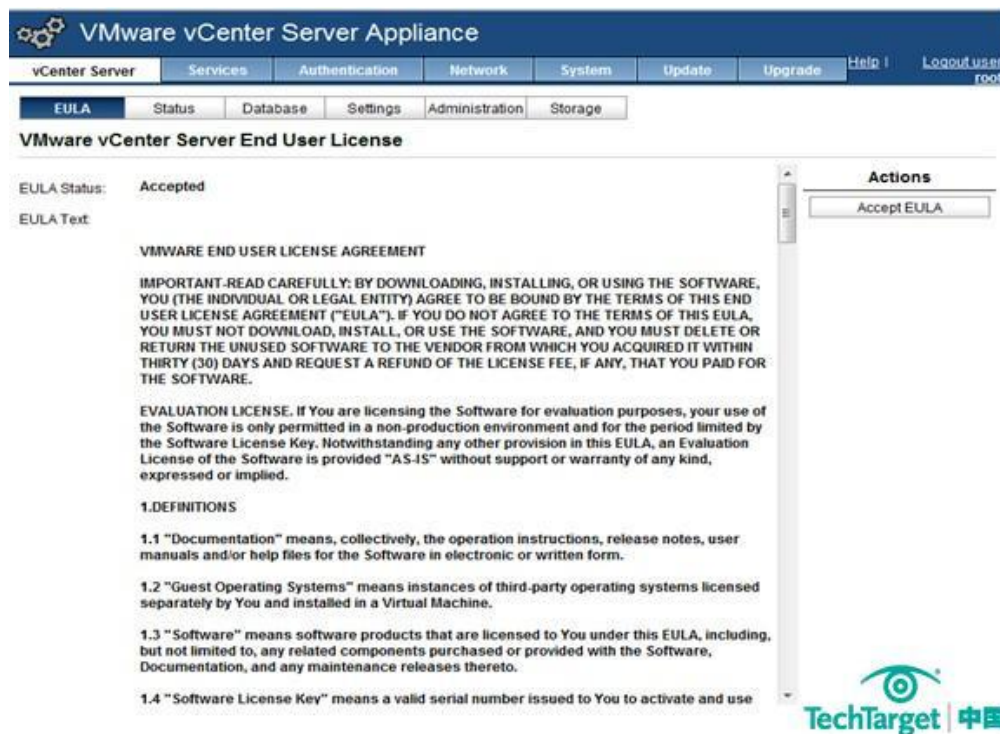 VMware vCenter Server Appliance
vCenter Server Services Authentication Network System Update Upgrade Help | Logout user root
EULA Status Database Settings Administration Storage
VMware vCenter Server End User License
Actions
EULA Status: Accepted
Accept EULA
EULA Text
VMWARE END USER LICENSE AGREEMENT
IMPORTANT-READ CAREFULLY: BY DOWNLOADING, INSTALLING, OR USING THE SOFTWARE,
YOU (THE INDIVIDUAL OR LEGAL ENTITY) AGREE TO BE BOUND BY THE TERMS OF THIS END
USER LICENSE AGREEMENT ("EULA"). IF YOU DO NOT AGREE TO THE TERMS OF THIS EULA,
YOU MUST NOT DOWNLOAD, INSTALL, OR USE THE SOFTWARE, AND YOU MUST DELETE OR
RETURN THE UNUSED SOFTWARE TO THE VENDOR FROM WHICH YOU ACQUIRED IT WITHIN
THIRTY (30) DAYS AND REQUEST A REFUND OF THE LICENSE FEE, IF ANY, THAT YOU PAID FOR
THE SOFTWARE.
EVALUATION LICENSE. If You are licensing the Software for evaluation purposes, your use of
the Software is only permitted in a non-production environment and for the period limited by
the Software License Key. Notwithstanding any other provision in this EULA, an Evaluation
License of the Software is provided "AS-IS" without support or warranty of any kind,
expressed or implied.
1.DEFINITIONS
1.1 "Documentation" means, collectively, the operation instructions, release notes, user
manuals and/or help files for the Software in electronic or written form.
1.2 "Guest Operating Systems" means instances of third-party operating systems licensed
separately by You and installed in a Virtual Machine.
1.3 "Software" means software products that are licensed to You under this EULA, including,
but not limited to, any related components purchased or provided with the Software,
Documentation, and any maintenance releases thereto.
1.4 "Software License Key" means a valid serial number issued to You to activate and use
TechTarget 中国